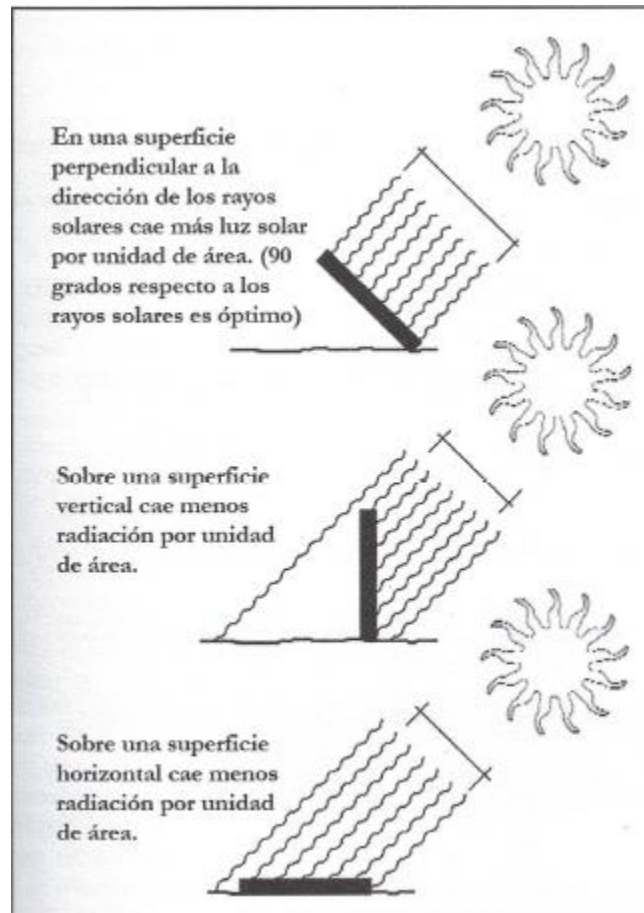 En una superficie
perpendicular a la
dirección de los rayos
solares cae más luz solar
por unidad de área. (90
grados respecto a los
rayos solares es óptimo)
Sobre una superficie
vertical cae menos
radiación por unidad
de área.
Sobre una superficie
horizontal cae menos
radiación por unidad
de área.